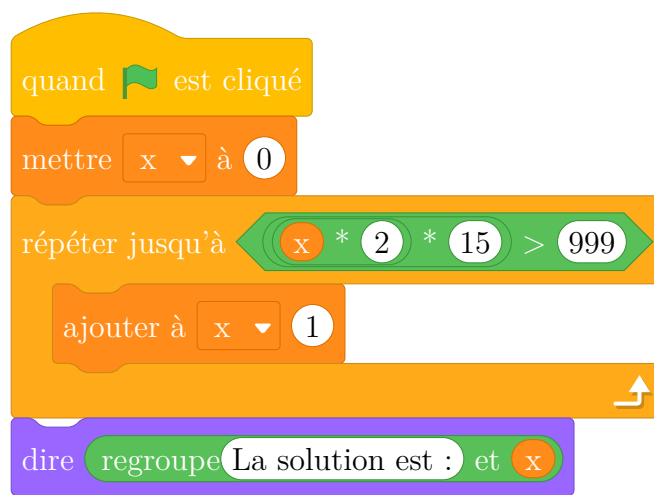 quand est cliqué
mettre x à 0
répéter jusqu'à x * 2 * 15 > 999
ajouter à x 1
dire regroupe La solution est : et x